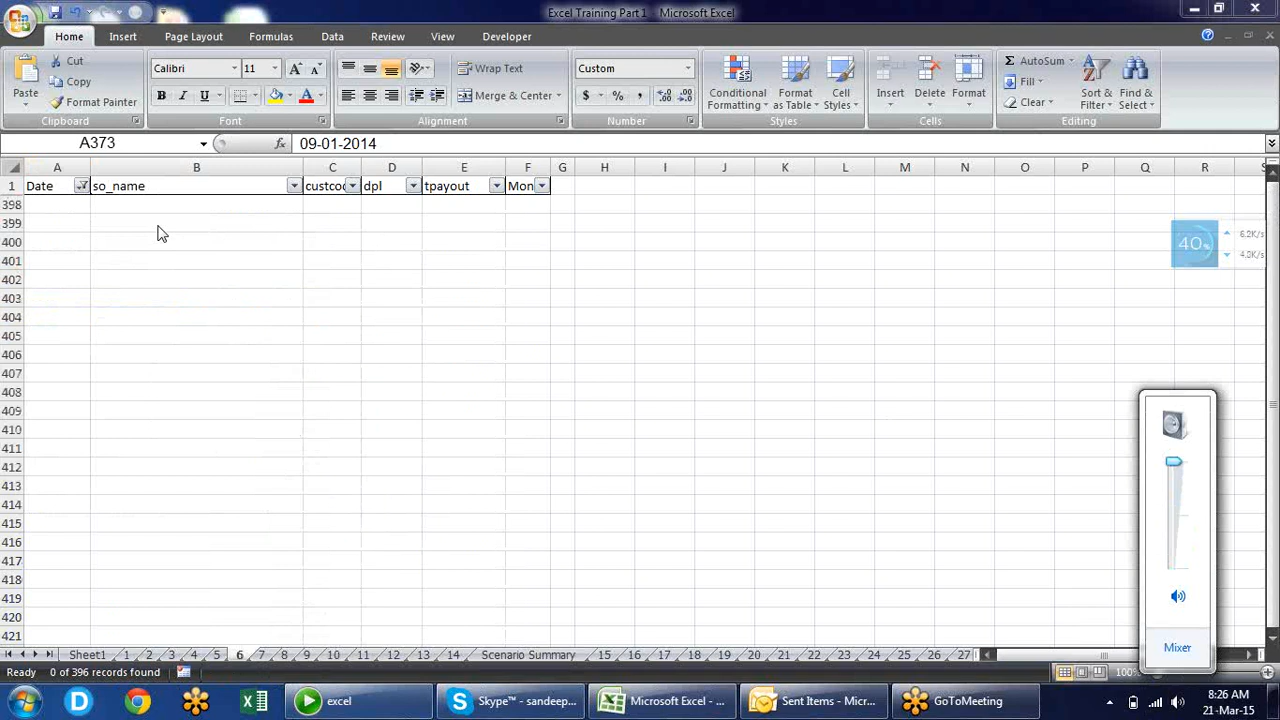 Excel Training Part 1 - Microsoft Excel
Home Insert Page Layout Formulas Data Review View Developer
Paste
Cut
Copy
Format Painter
Clipboard
Calibri 11
B I U
Font
Wrap Text
Merge & Center
Alignment
Custom
$ % ,
Number
Conditional Formatting
Format as Table
Cell Styles
Styles
Insert Delete Format
Cells
AutoSum
Fill
Clear
Sort & Filter
Find & Select
Editing
A373 fx 09-01-2014
A B C D E F G H I J K L M N O P Q R S
1 Date so_name custcod dpl tpayout Mon
398
399
400
401
402
403
404
405
406
407
408
409
410
411
412
413
414
415
416
417
418
419
420
421
40%
6.2K/s
4.3K/s
Mixer
Sheet1 1 2 3 4 5 6 7 8 9 10 11 12 13 14 Scenario Summary 15 16 17 18 19 20 21 22 23 24 25 26 27
Ready 0 of 396 records found 100%
excel
Skype™ - sandeep...
Microsoft Excel - ...
Sent Items - Micr...
GoToMeeting
8:26 AM
21-Mar-15